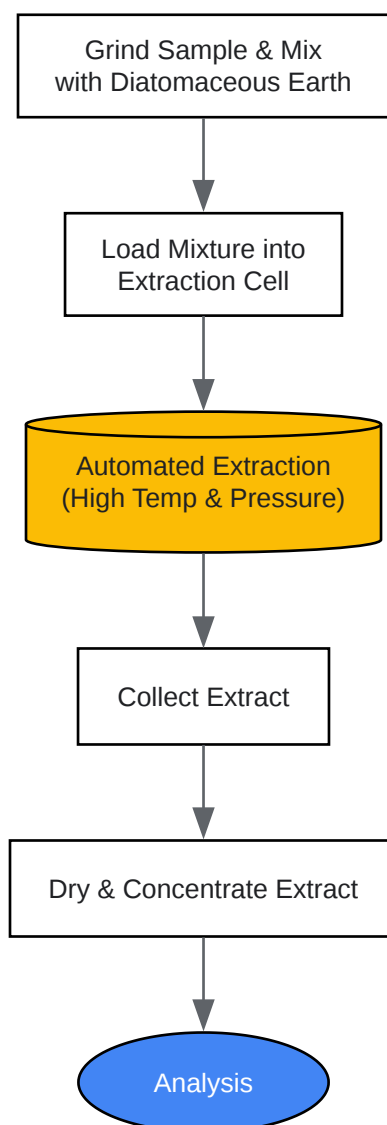 Grind Sample & Mix
with Diatomaceous Earth
Load Mixture into
Extraction Cell
Automated Extraction
(High Temp & Pressure)
Collect Extract
Dry & Concentrate Extract
Analysis